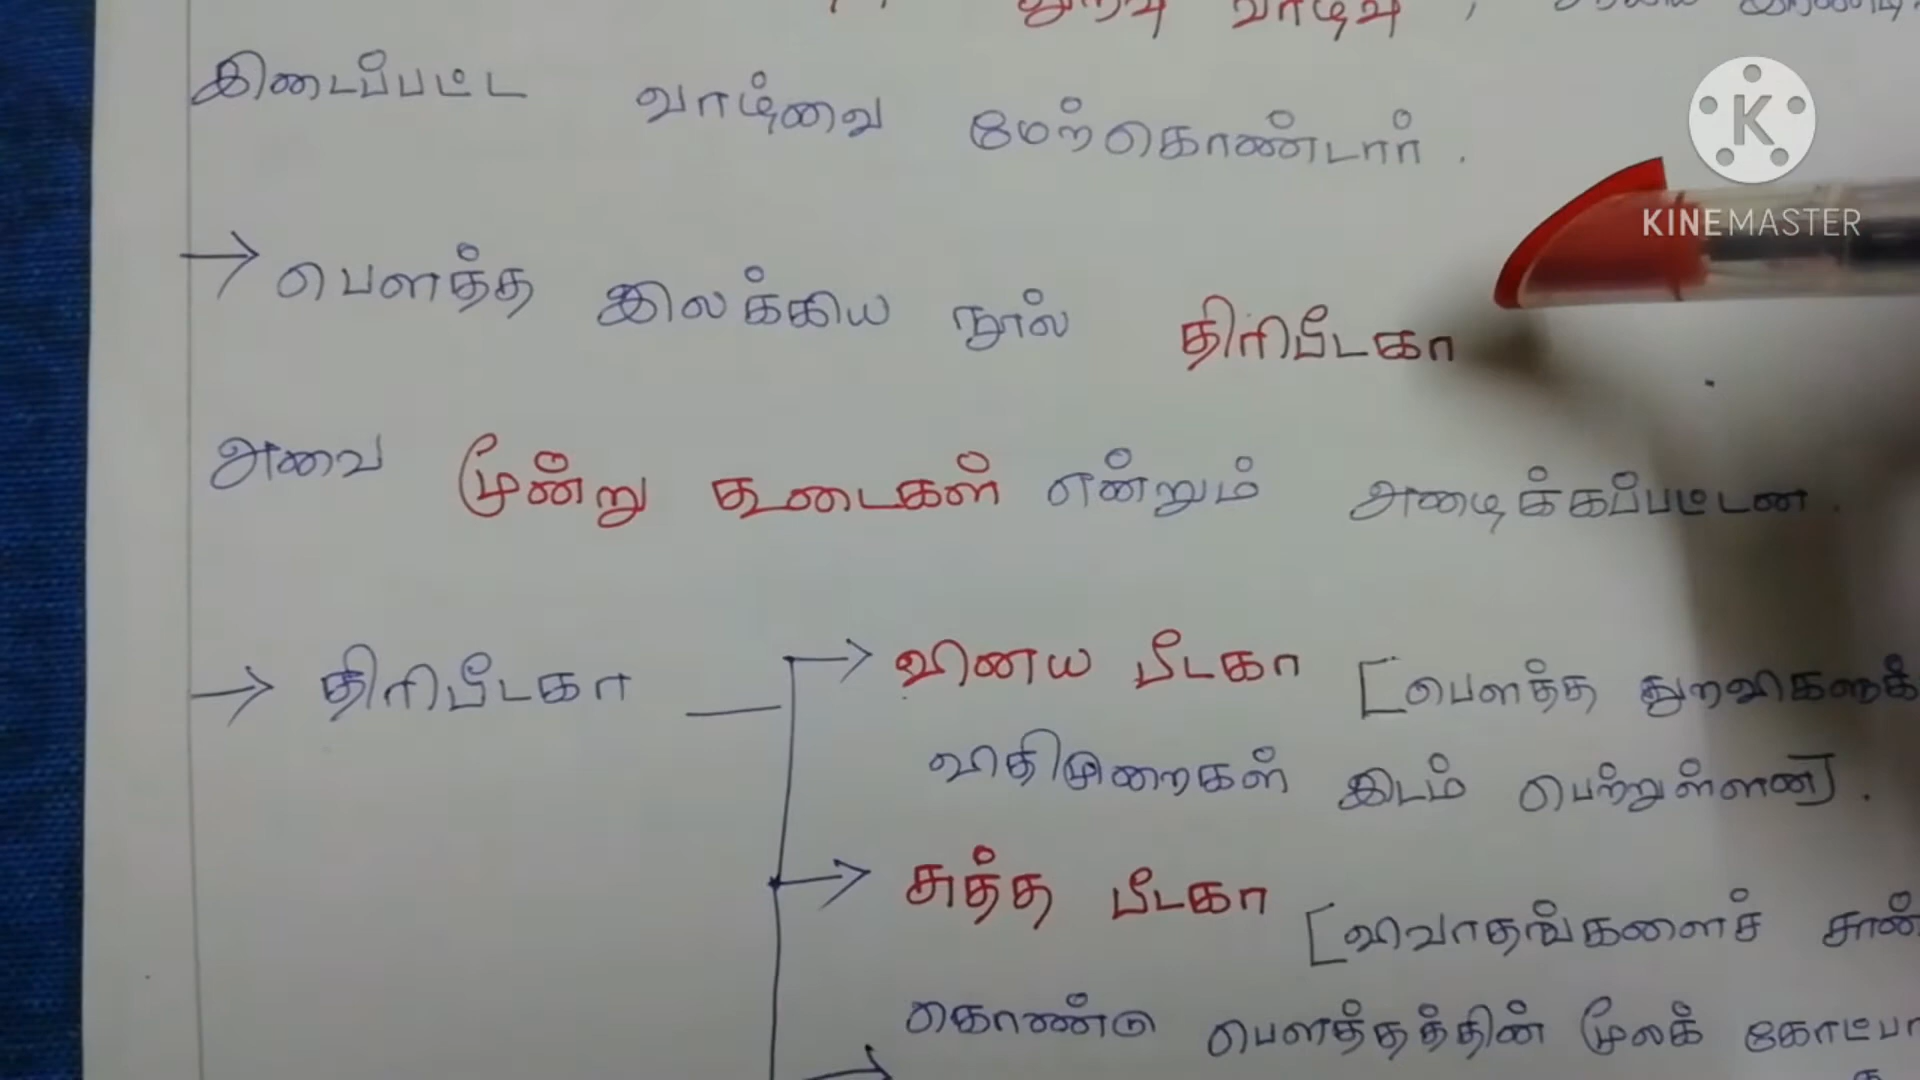 துறவு வாழ்வு ,
இடைப்பட்ட வாழ்வை மேற்கொண்டார் .
→ பௌத்த இலக்கிய நூல் திரிபீடகா
அவை மூன்று கூடைகள் என்றும் அழைக்கப்பட்டன .
→ திரிபீடகா → வினய பீடகா [ பௌத்த துறவிகளுக்
விதிமுறைகள் இடம் பெற்றுள்ளன ] .
→ சுத்த பீடகா [ விவாதங்களைச் சான்
கொண்டு பௌத்தத்தின் மூலக் கோட்பா
K
KINEMASTER